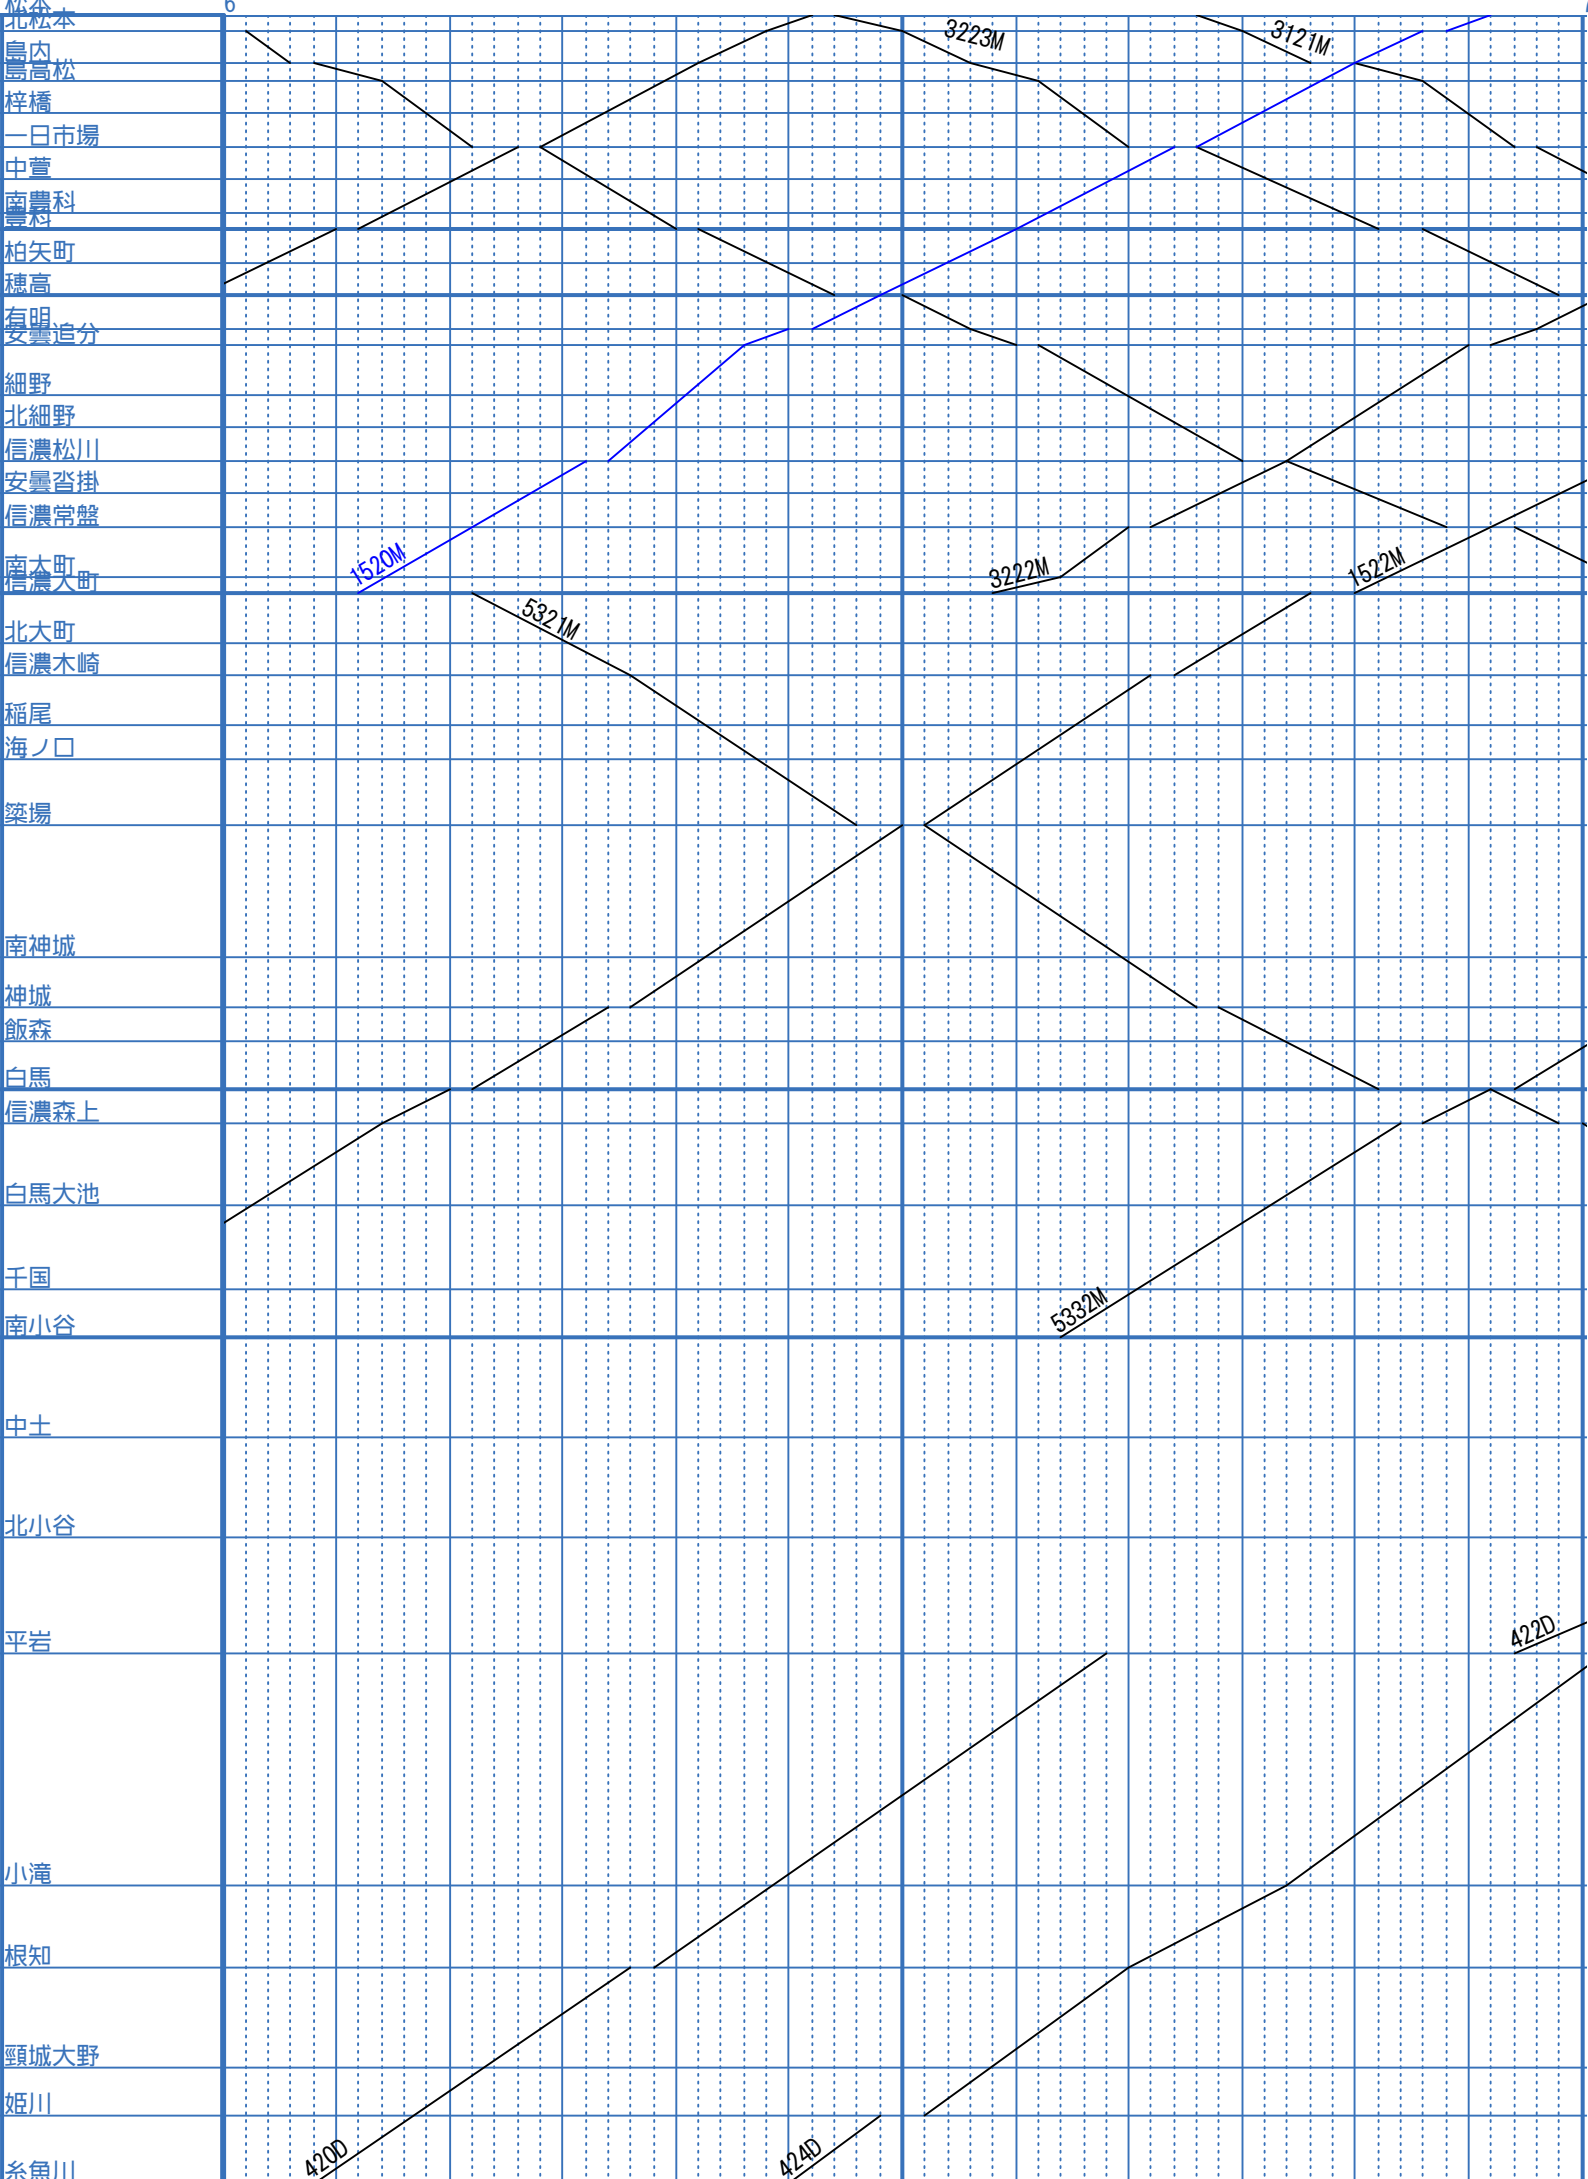 松本
6
北松本
3223M
3121M
島内
島高松
梓橋
一日市場
中萱
南豊科
豊科
柏矢町
穂高
有明
安曇追分
細野
北細野
信濃松川
安曇沓掛
信濃常盤
1520M
3222M
1522M
南大町
信濃大町
5321M
北大町
信濃木崎
稲尾
海ノ口
簗場
南神城
神城
飯森
白馬
信濃森上
白馬大池
千国
5332M
南小谷
中土
北小谷
422D
平岩
小滝
根知
頸城大野
姫川
420D
424D
糸魚川